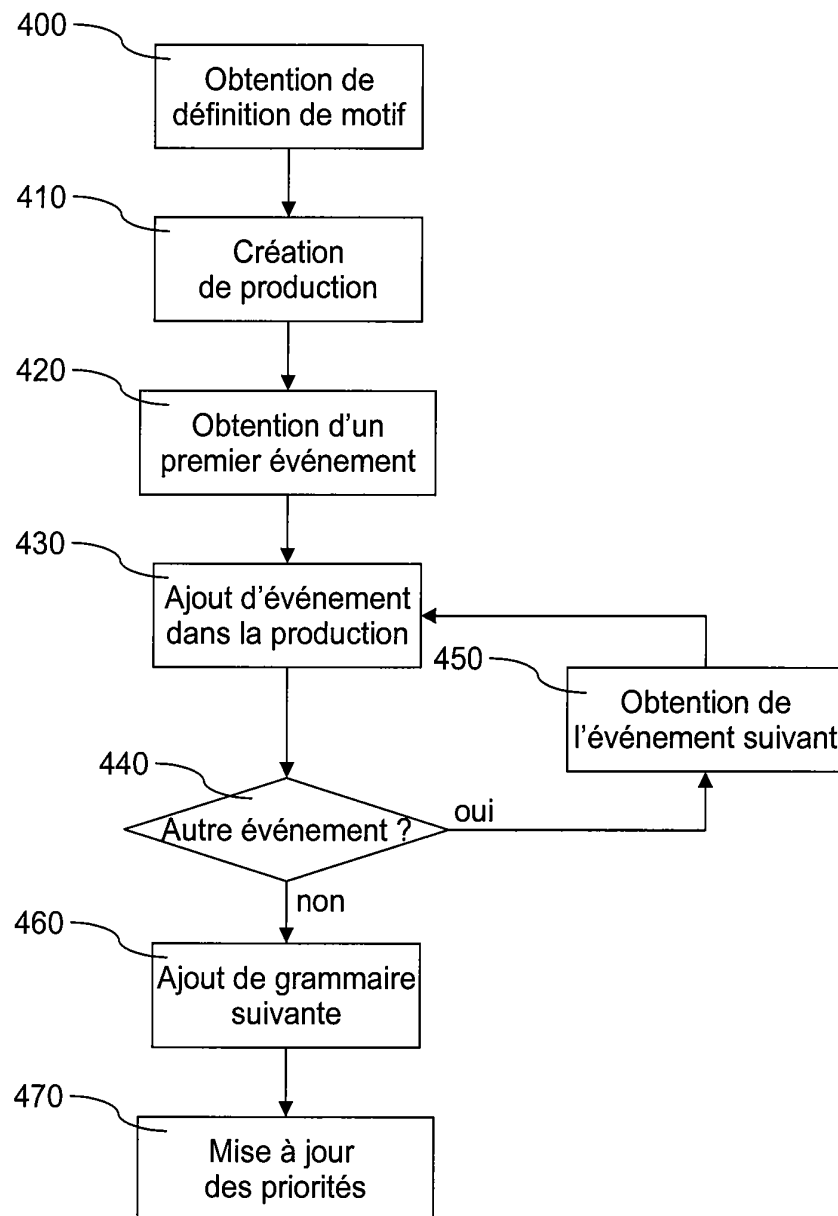 400
Obtention de
définition de motif
410
Création
de production
420
Obtention d'un
premier événement
430
Ajout d'événement
dans la production
450
Obtention de
l'événement suivant
440
Autre événement ?
oui
non
460
Ajout de grammaire
suivante
470
Mise à jour
des priorités